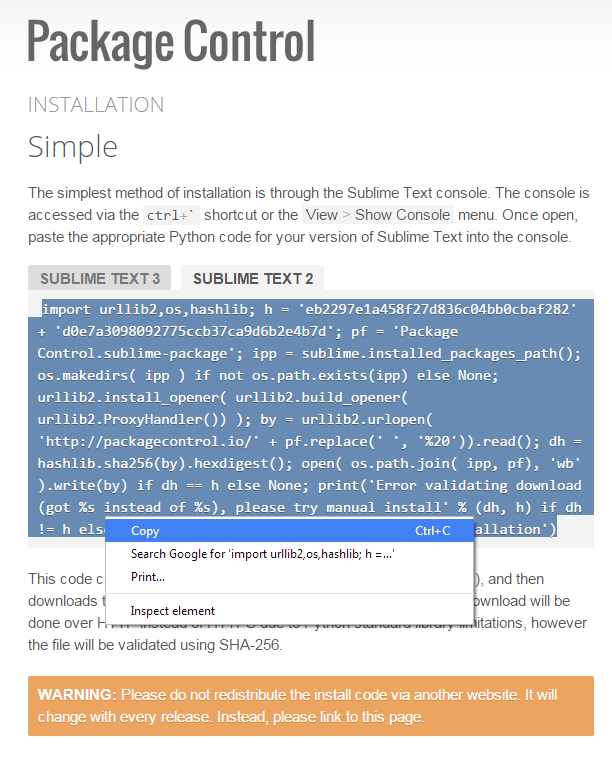 Package Control
INSTALLATION
Simple
The simplest method of installation is through the Sublime Text console. The console is
accessed via the ctrl+` shortcut or the View > Show Console menu. Once open,
paste the appropriate Python code for your version of Sublime Text into the console.
SUBLIME TEXT 3 SUBLIME TEXT 2
import urllib2,os,hashlib; h = 'eb2297e1a458f27d836c04bb0cbaf282'
+ 'd0e7a3098092775ccb37ca9d6b2e4b7d'; pf = 'Package
Control.sublime-package'; ipp = sublime.installed_packages_path();
os.makedirs( ipp ) if not os.path.exists(ipp) else None;
urllib2.install_opener( urllib2.build_opener(
urllib2.ProxyHandler()) ); by = urllib2.urlopen(
'http://packagecontrol.io/' + pf.replace(' ', '%20')).read(); dh =
hashlib.sha256(by).hexdigest(); open( os.path.join( ipp, pf), 'wb'
).write(by) if dh == h else None; print('Error validating download
(got %s instead of %s), please try manual install' % (dh, h) if dh
!= h else allation')
Copy Ctrl+C
Search Google for 'import urllib2,os,hashlib; h =...'
Print...
Inspect element
This code c ), and then
downloads ownload will be
done over HTTP instead of HTTPS due to Python standard library limitations, however
the file will be validated using SHA-256.
WARNING: Please do not redistribute the install code via another website. It will
change with every release. Instead, please link to this page.